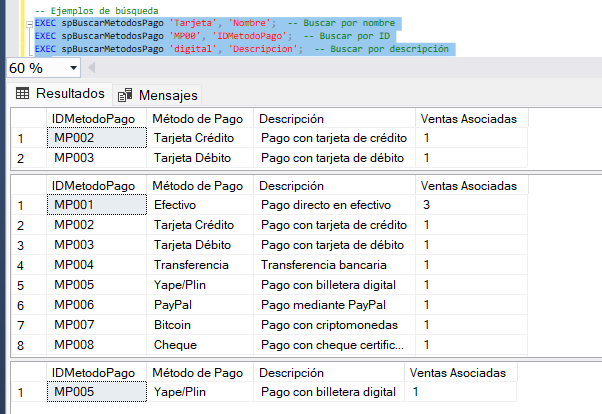 -- Ejemplos de búsqueda
EXEC spBuscarMetodosPago 'Tarjeta', 'Nombre';  -- Buscar por nombre
EXEC spBuscarMetodosPago 'MP00', 'IDMetodoPago';  -- Buscar por ID
EXEC spBuscarMetodosPago 'digital', 'Descripcion';  -- Buscar por descripción
60 %
Resultados Mensajes
IDMetodoPago Método de Pago Descripción Ventas Asociadas
1 MP002 Tarjeta Crédito Pago con tarjeta de crédito 1
2 MP003 Tarjeta Débito Pago con tarjeta de débito 1
IDMetodoPago Método de Pago Descripción Ventas Asociadas
1 MP001 Efectivo Pago directo en efectivo 3
2 MP002 Tarjeta Crédito Pago con tarjeta de crédito 1
3 MP003 Tarjeta Débito Pago con tarjeta de débito 1
4 MP004 Transferencia Transferencia bancaria 1
5 MP005 Yape/Plin Pago con billetera digital 1
6 MP006 PayPal Pago mediante PayPal 1
7 MP007 Bitcoin Pago con criptomonedas 1
8 MP008 Cheque Pago con cheque certific... 1
IDMetodoPago Método de Pago Descripción Ventas Asociadas
1 MP005 Yape/Plin Pago con billetera digital 1